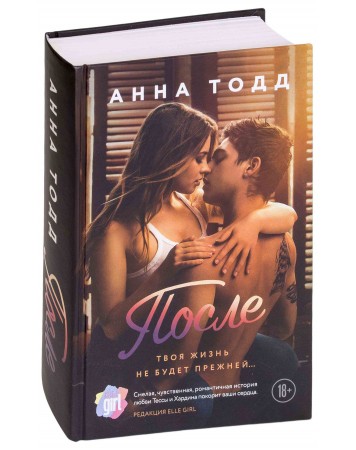 АННА ТОДД
После
ТВОЯ ЖИЗНЬ
НЕ БУДЕТ ПРЕЖНЕЙ...
Смелая, чувственная, романтичная история
любви Тессы и Хардина покорит ваши сердца.
РЕДАКЦИЯ ELLE GIRL
girl
18+
АННА ТОДД
После